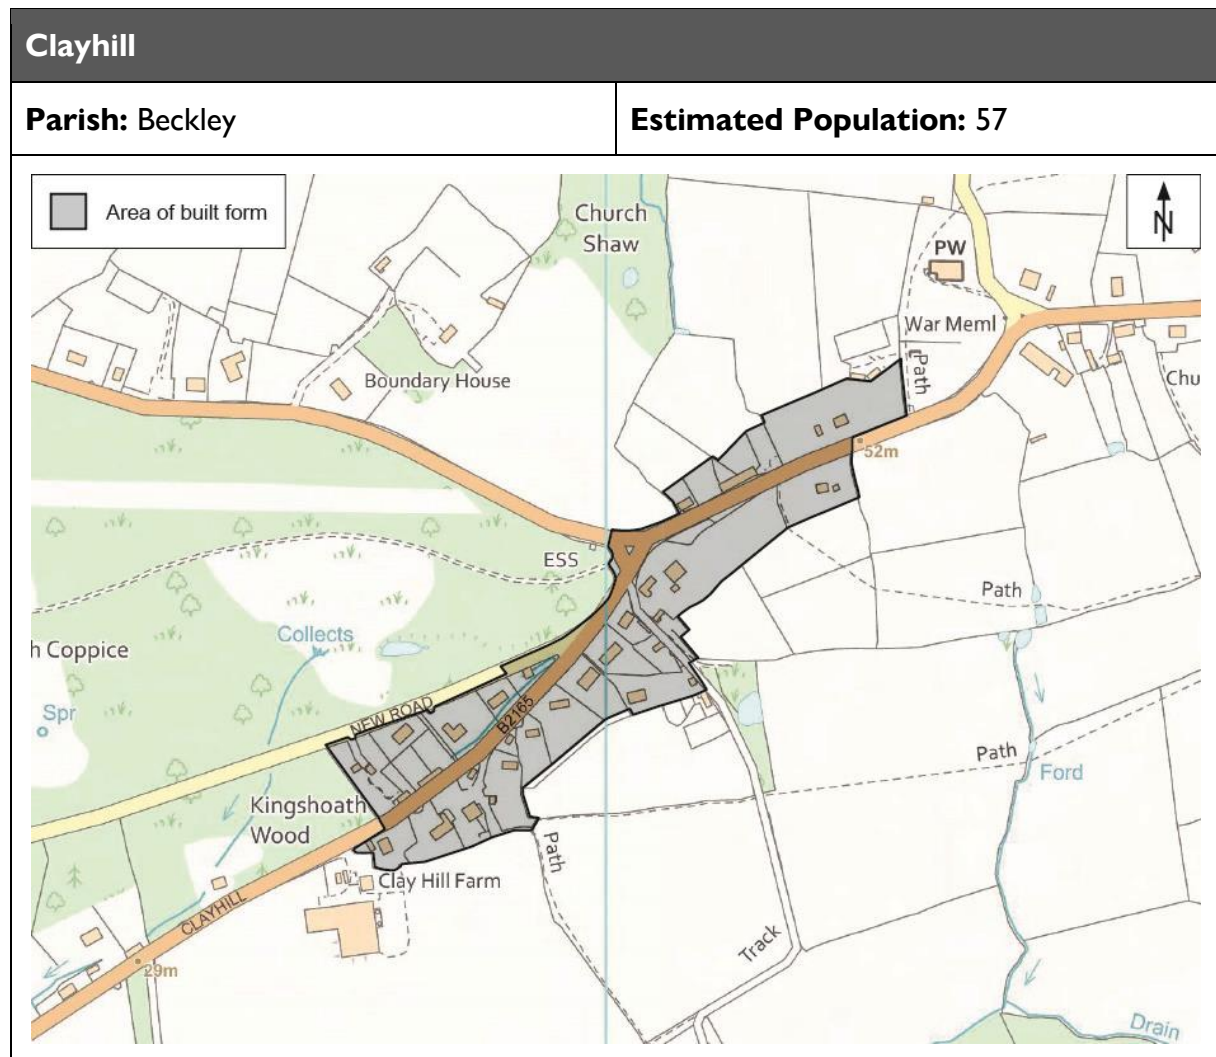 Clayhill
Parish: Beckley
Estimated Population: 57
Area of built form
N
Church
Shaw
PW
War Meml
Path
Chu
Boundary House
52m
ESS
Path
h Coppice
Collects
Spr
NEW ROAD
B2165
Path
Ford
Kingshoath
Wood
Path
Clay Hill Farm
CLAYHILL
Track
29m
Drain